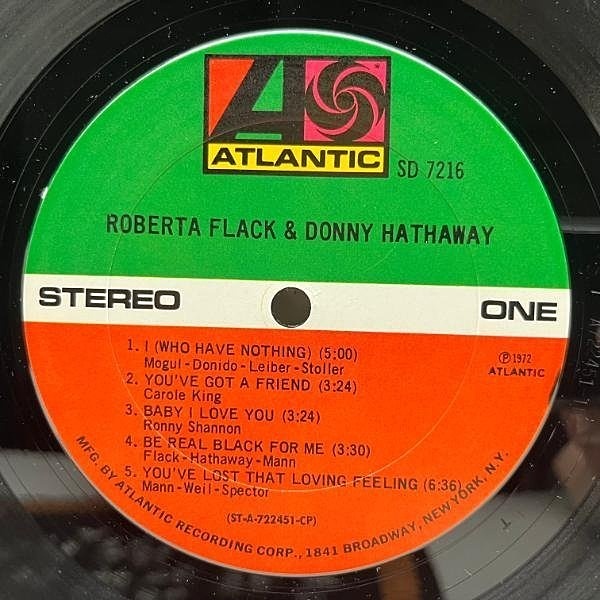 ATLANTIC
SD 7216
ROBERTA FLACK & DONNY HATHAWAY
STEREO
ONE
1. I (WHO HAVE NOTHING) (5:00)
Mogul-Donido-Leiber-Stoller
2. YOU'VE GOT A FRIEND (3:24)
Carole King
3. BABY I LOVE YOU (3:24)
Ronny Shannon
4. BE REAL BLACK FOR ME (3:30)
Flack-Hathaway-Mann
5. YOU'VE LOST THAT LOVING FEELING (6:36)
Mann-Weil-Spector
℗ 1972
ATLANTIC
(ST-A-722451-CP)
MFG. BY ATLANTIC RECORDING CORP., 1841 BROADWAY, NEW YORK, N.Y.